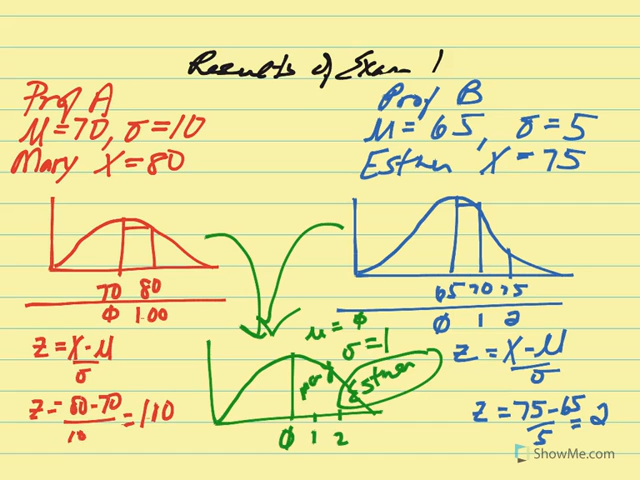 Results of Exam 1
Prof A
μ=70, σ=10
Mary X=80
Prof B
μ=65, σ=5
Esther X=75
70 80
0 1.00
Z=X-μ/σ
Z=80-70/10=1.00
65 70 75
0 1 2
Z=X-μ/σ
Z=75-65/5=2
μ=0
σ=1
Mary
Esther
0 1 2
ShowMe.com